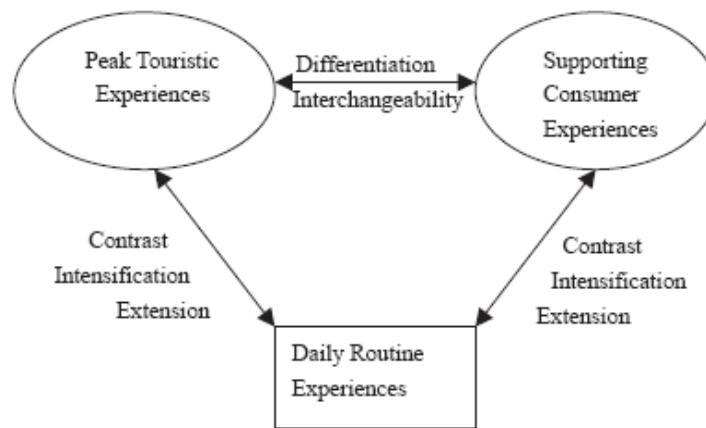 Peak Touristic
Experiences
Differentiation
Interchangeability
Supporting
Consumer
Experiences
Contrast
Intensification
Extension
Contrast
Intensification
Extension
Daily Routine
Experiences